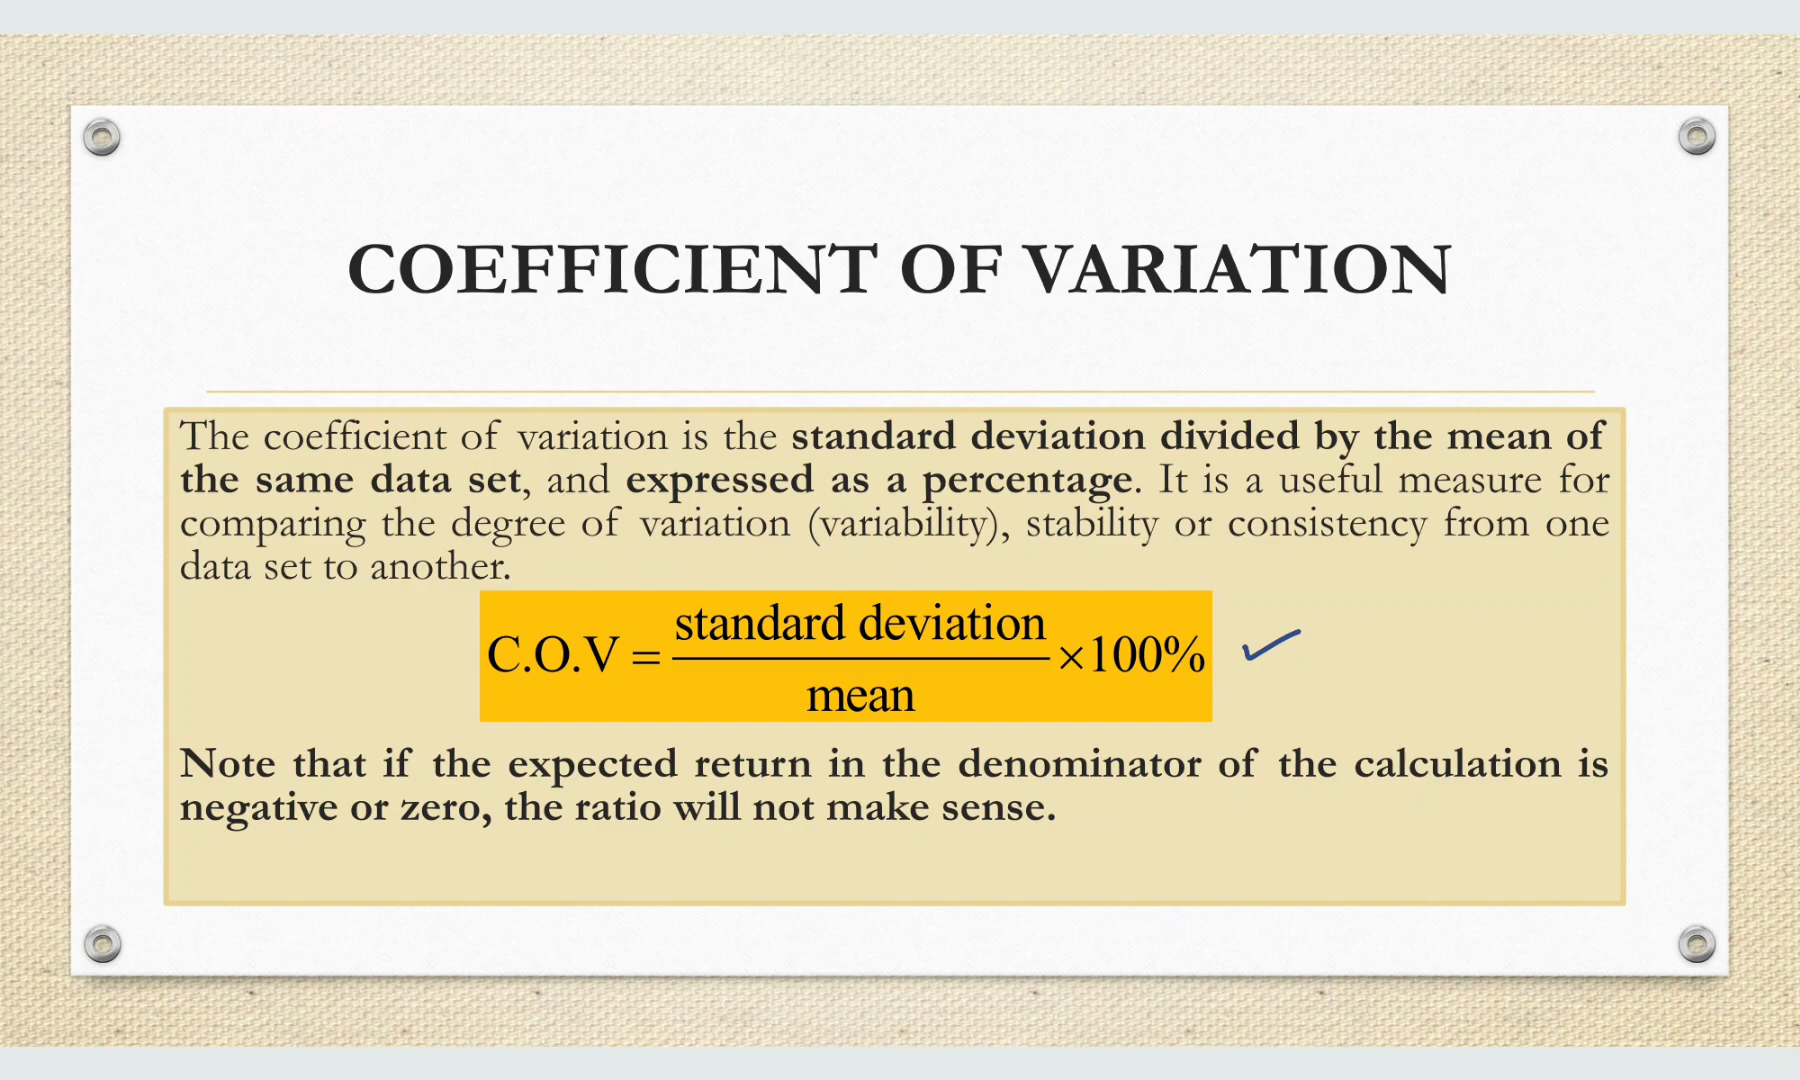 COEFFICIENT OF VARIATION
The coefficient of variation is the standard deviation divided by the mean of
the same data set, and expressed as a percentage. It is a useful measure for
comparing the degree of variation (variability), stability or consistency from one
data set to another.
C.O.V = standard deviation / mean ×100%
Note that if the expected return in the denominator of the calculation is
negative or zero, the ratio will not make sense.